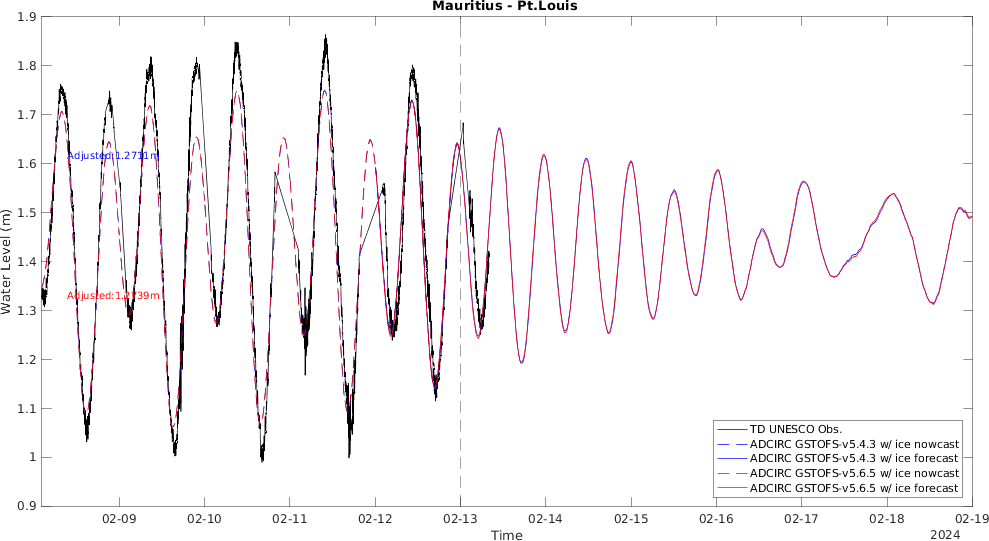 Mauritius - Pt.Louis
1.9
1.8
1.7
1.6
1.5
1.4
1.3
1.2
1.1
1
0.9
Water Level (m)
Adjusted:1.2711m
Adjusted:1.2739m
TD UNESCO Obs.
ADCIRC GSTOFS-v5.4.3 w/ ice nowcast
ADCIRC GSTOFS-v5.4.3 w/ ice forecast
ADCIRC GSTOFS-v5.6.5 w/ ice nowcast
ADCIRC GSTOFS-v5.6.5 w/ ice forecast
02-09 02-10 02-11 02-12 02-13 02-14 02-15 02-16 02-17 02-18 02-19
Time
2024